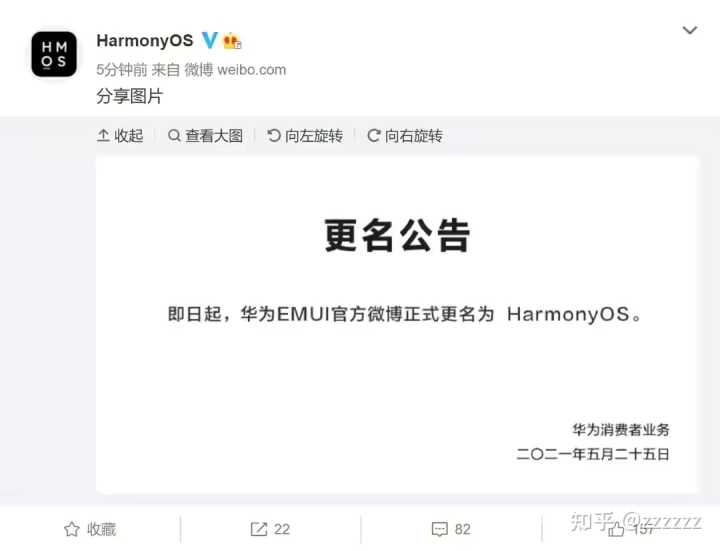 HM
OS
HarmonyOS
5分钟前 来自 微博 weibo.com
分享图片
收起 查看大图 向左旋转 向右旋转
更名公告
即日起，华为EMUI官方微博正式更名为 HarmonyOS。
华为消费者业务
二〇二一年五月二十五日
收藏 22 82 157
知乎 @zzzzzz